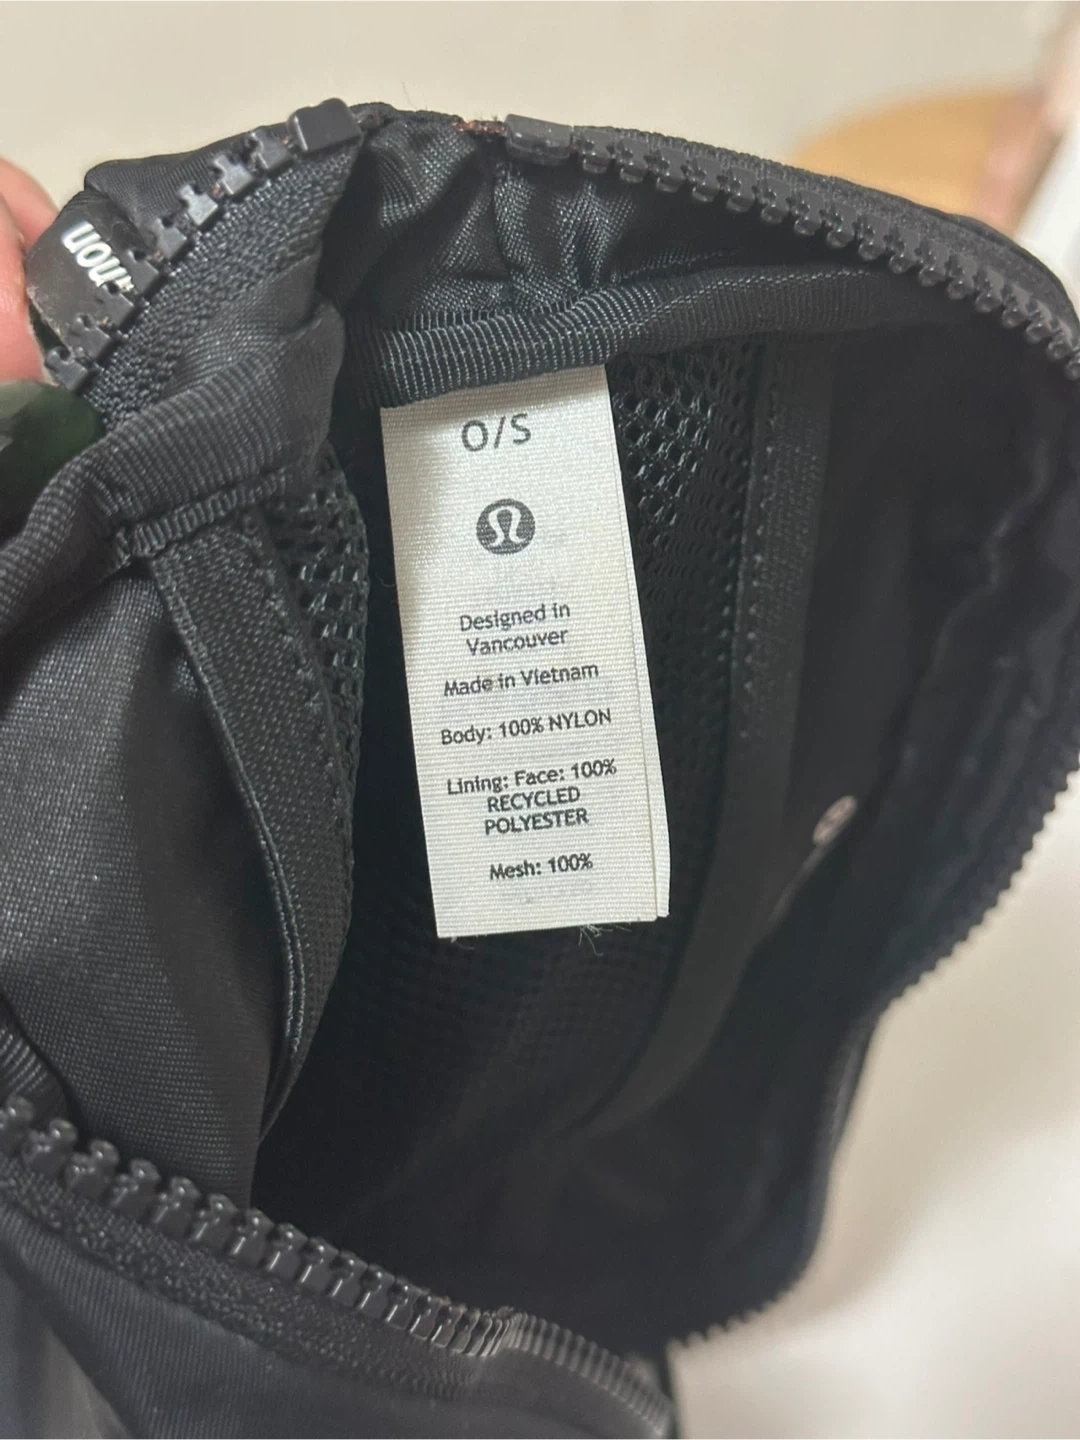 O/S
Designed in
Vancouver
Made in Vietnam
Body: 100% NYLON
Lining: Face: 100%
RECYCLED
POLYESTER
Mesh: 100%